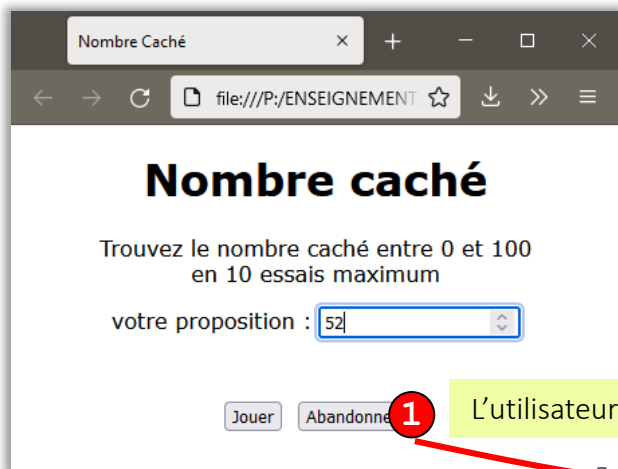 Nombre Caché
file:///P:/ENSEIGNEMENT
Nombre caché
Trouvez le nombre caché entre 0 et 100
en 10 essais maximum
votre proposition : 52
Jouer Abandonne
1 L’utilisateur